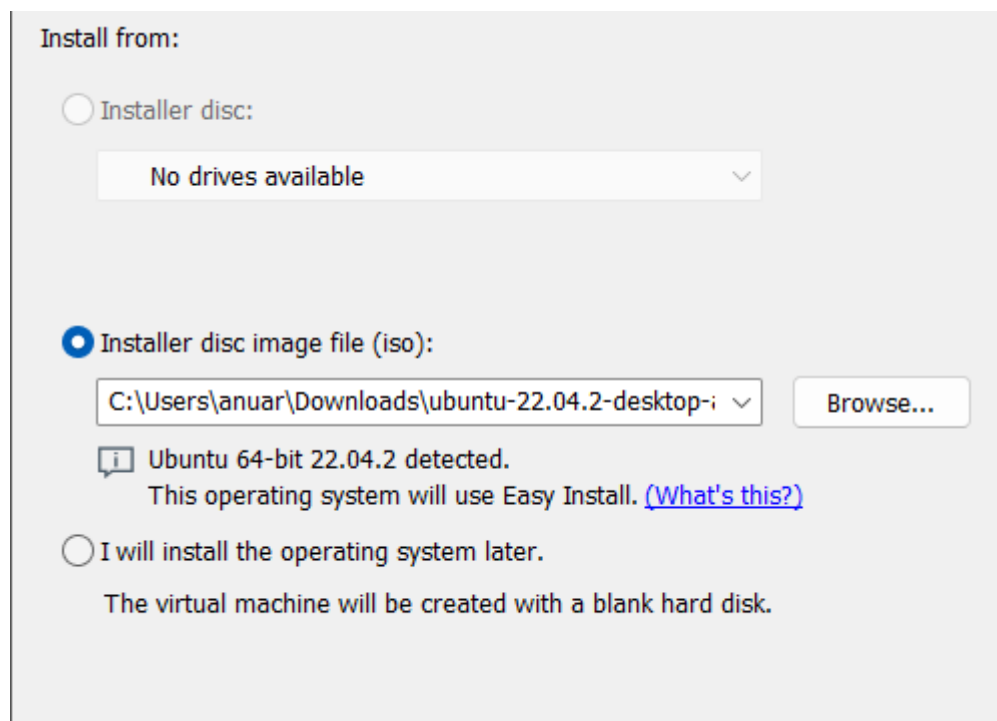 Install from:
Installer disc:
No drives available
Installer disc image file (iso):
C:\Users\anuar\Downloads\ubuntu-22.04.2-desktop-
Browse...
Ubuntu 64-bit 22.04.2 detected.
This operating system will use Easy Install. (What's this?)
I will install the operating system later.
The virtual machine will be created with a blank hard disk.